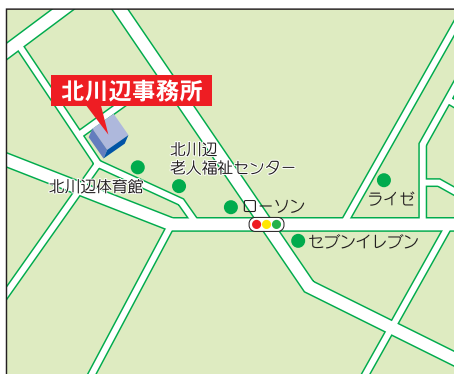 北川辺事務所
北川辺
老人福祉センター
北川辺体育館
ローソン
ライゼ
セブンイレブン